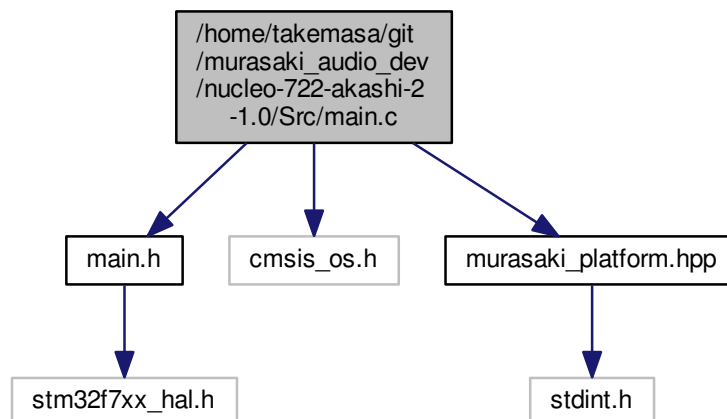 /home/takemasa/git
/murasaki_audio_dev
/nucleo-722-akashi-2
-1.0/Src/main.c
main.h
cmsis_os.h
murasaki_platform.hpp
stm32f7xx_hal.h
stdint.h